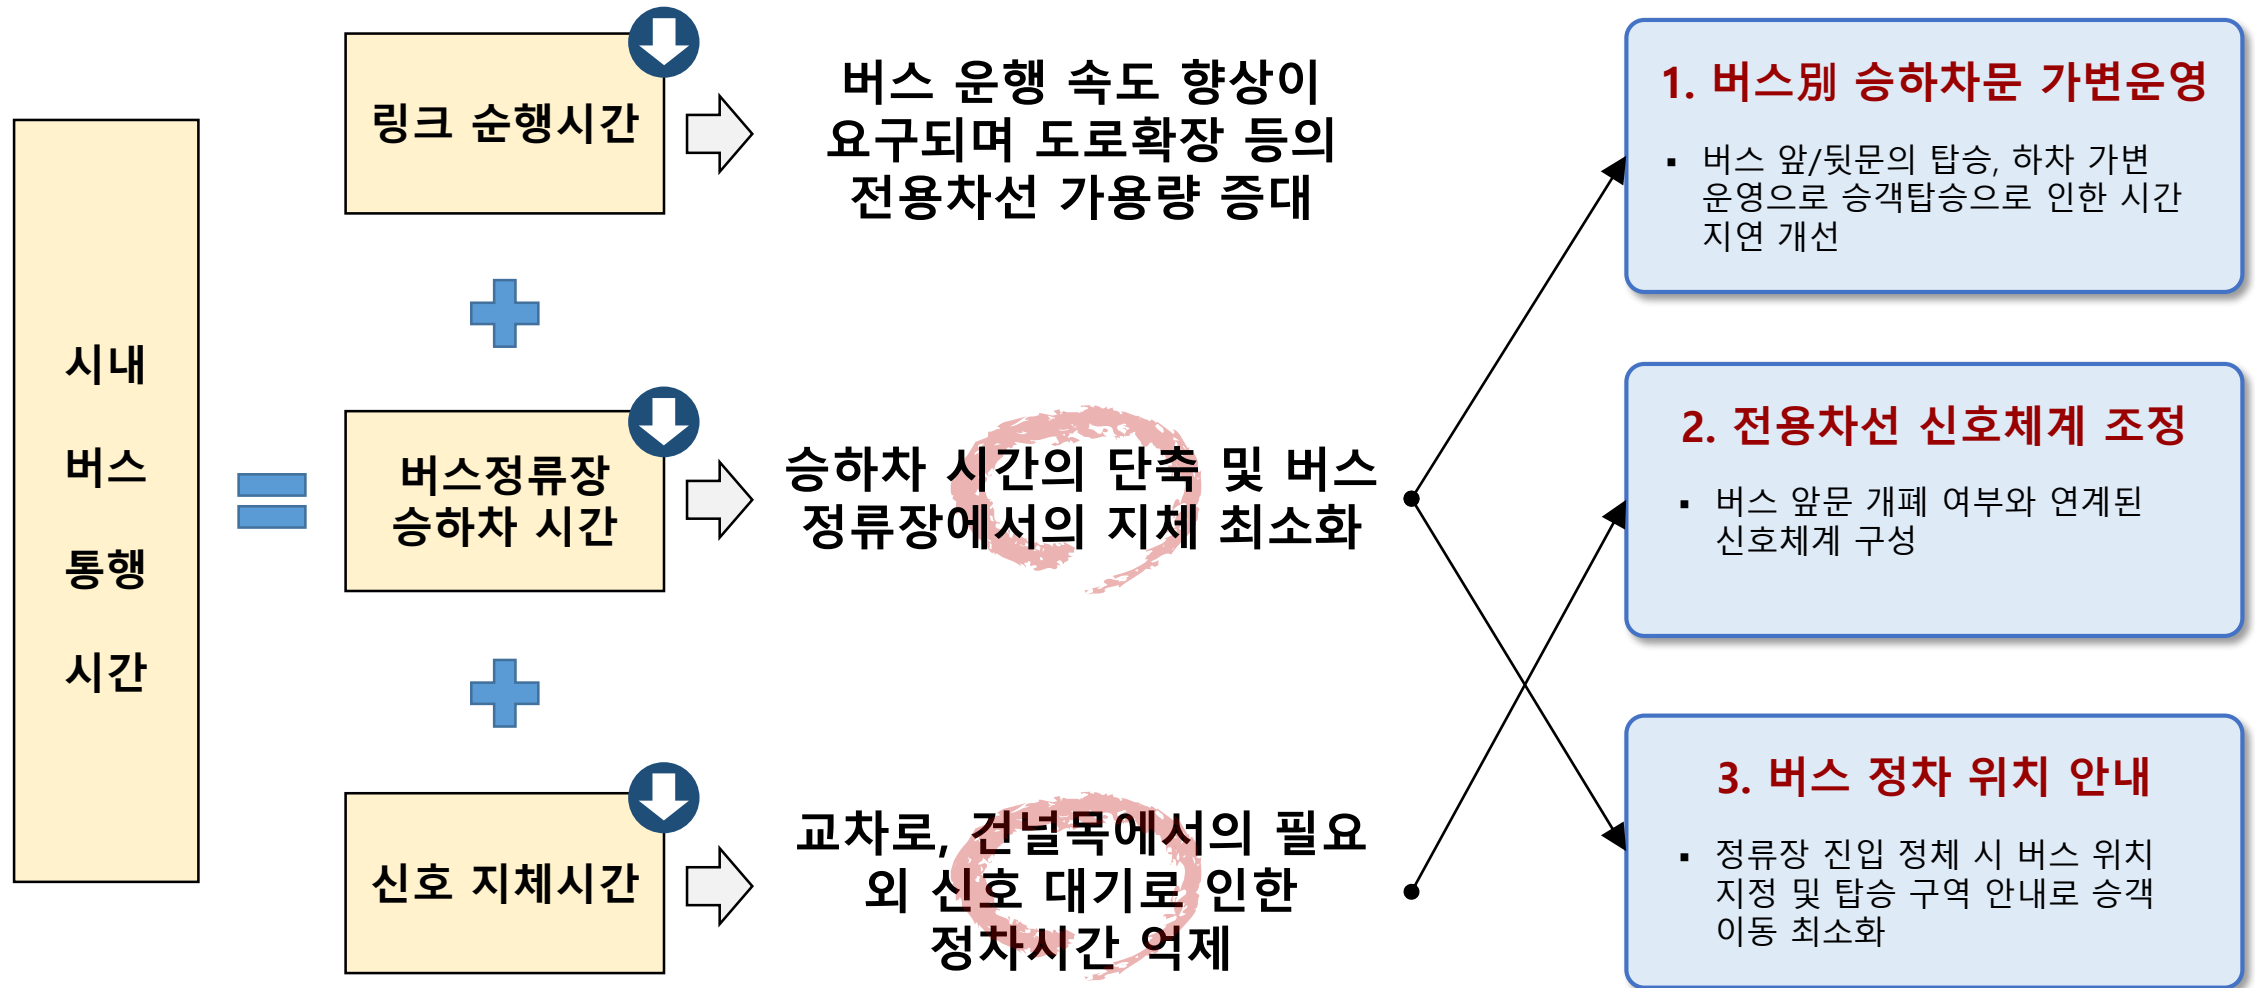 시내
버스
통행
시간
링크 순행시간
버스 운행 속도 향상이
요구되며 도로확장 등의
전용차선 가용량 증대
버스정류장
승하차 시간
승하차 시간의 단축 및 버스
정류장에서의 지체 최소화
신호 지체시간
교차로, 건널목에서의 필요
외 신호 대기로 인한
정차시간 억제
1. 버스別 승하차문 가변운영
▪ 버스 앞/뒷문의 탑승, 하차 가변
운영으로 승객탑승으로 인한 시간
지연 개선
2. 전용차선 신호체계 조정
▪ 버스 앞문 개폐 여부와 연계된
신호체계 구성
3. 버스 정차 위치 안내
▪ 정류장 진입 정체 시 버스 위치
지정 및 탑승 구역 안내로 승객
이동 최소화